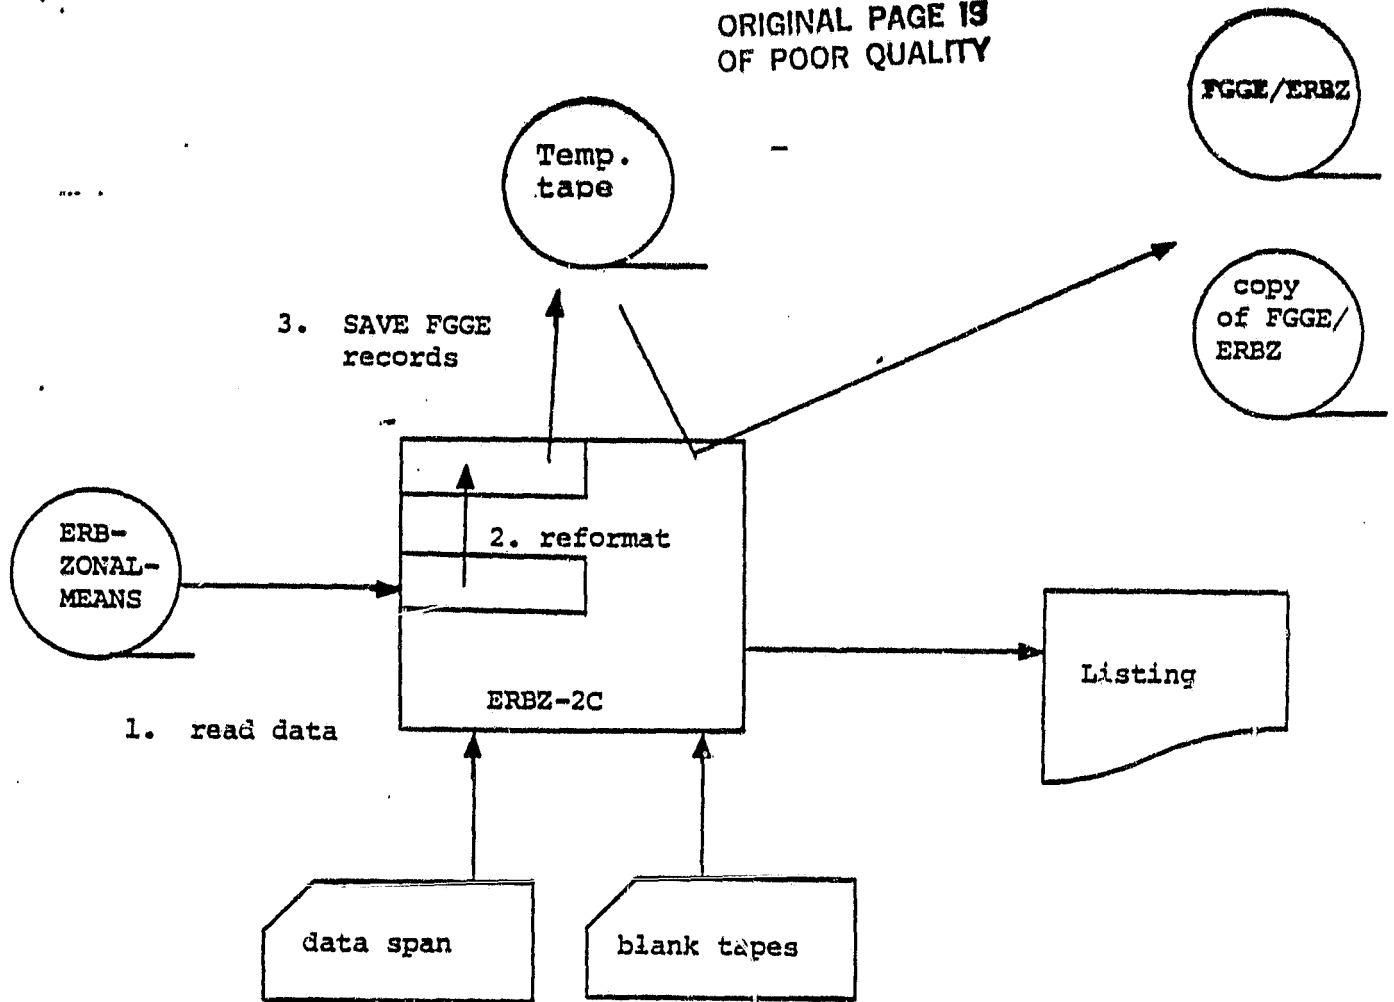 ORIGINAL PAGE IS
OF POOR QUALITY
FGGE/ERBZ
Temp.
tape
copy
of FGGE/
ERBZ
3. SAVE FGGE
records
ERB-
ZONAL-
MEANS
2. reformat
Listing
ERBZ-2C
1. read data
data span
blank tapes